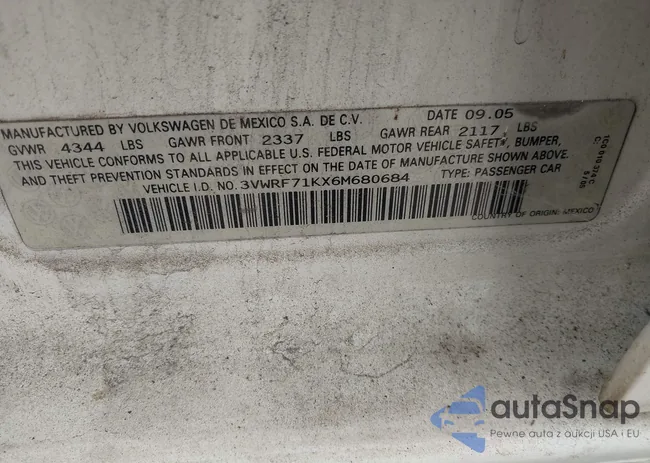 MANUFACTURED BY VOLKSWAGEN DE MEXICO S.A. DE C.V. DATE 09.05
GVWR 4344 LBS GAWR FRONT 2337 LBS GAWR REAR 2117 LBS
THIS VEHICLE CONFORMS TO ALL APPLICABLE U.S. FEDERAL MOTOR VEHICLE SAFETY, BUMPER,
AND THEFT PREVENTION STANDARDS IN EFFECT ON THE DATE OF MANUFACTURE SHOWN ABOVE.
VEHICLE I.D. NO. 3VWRF71KX6M680684 TYPE: PASSENGER CAR
COUNTRY OF ORIGIN: MEXICO
1C0 010 374 C
autaSnap
Pewne auta z aukcji USA i EU